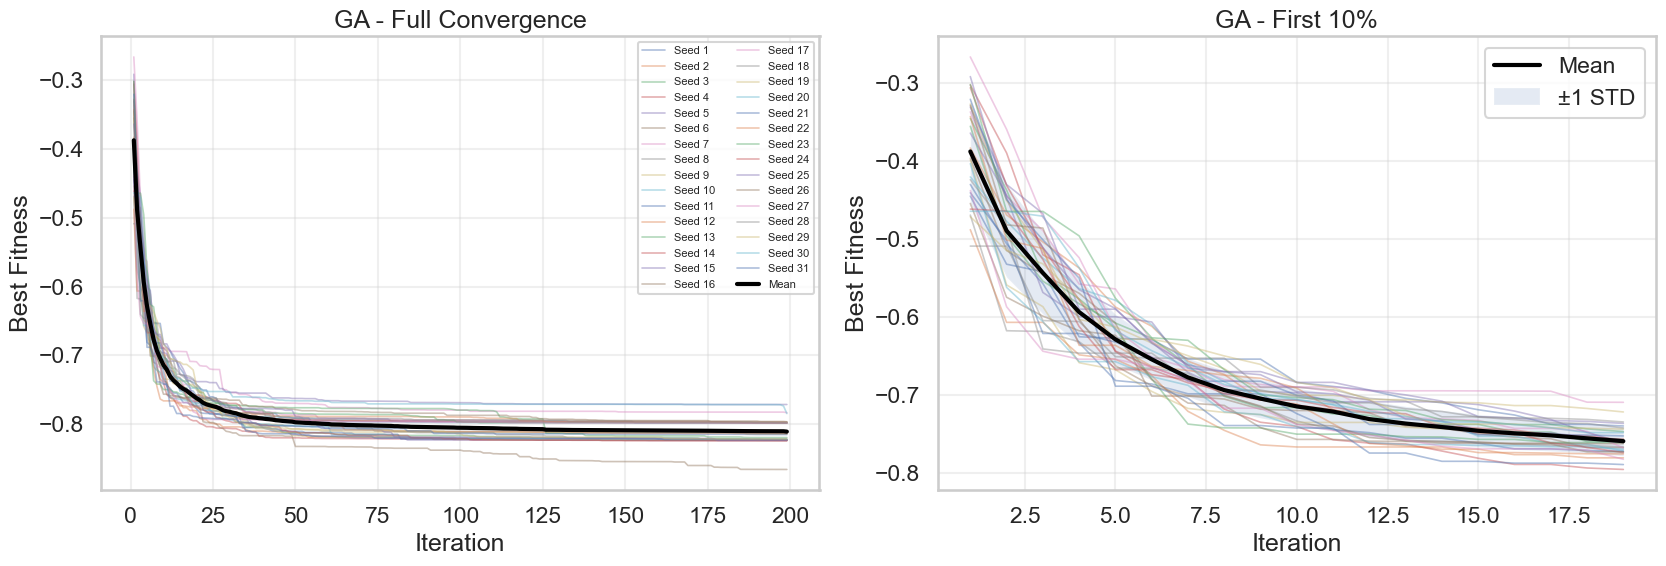 GA - Full Convergence
Best Fitness
−0.3
−0.4
−0.5
−0.6
−0.7
−0.8
0 25 50 75 100 125 150 175 200
Iteration
Seed 1
Seed 2
Seed 3
Seed 4
Seed 5
Seed 6
Seed 7
Seed 8
Seed 9
Seed 10
Seed 11
Seed 12
Seed 13
Seed 14
Seed 15
Seed 16
Seed 17
Seed 18
Seed 19
Seed 20
Seed 21
Seed 22
Seed 23
Seed 24
Seed 25
Seed 26
Seed 27
Seed 28
Seed 29
Seed 30
Seed 31
Mean
GA - First 10%
Best Fitness
−0.3
−0.4
−0.5
−0.6
−0.7
−0.8
2.5 5.0 7.5 10.0 12.5 15.0 17.5
Iteration
Mean
±1 STD